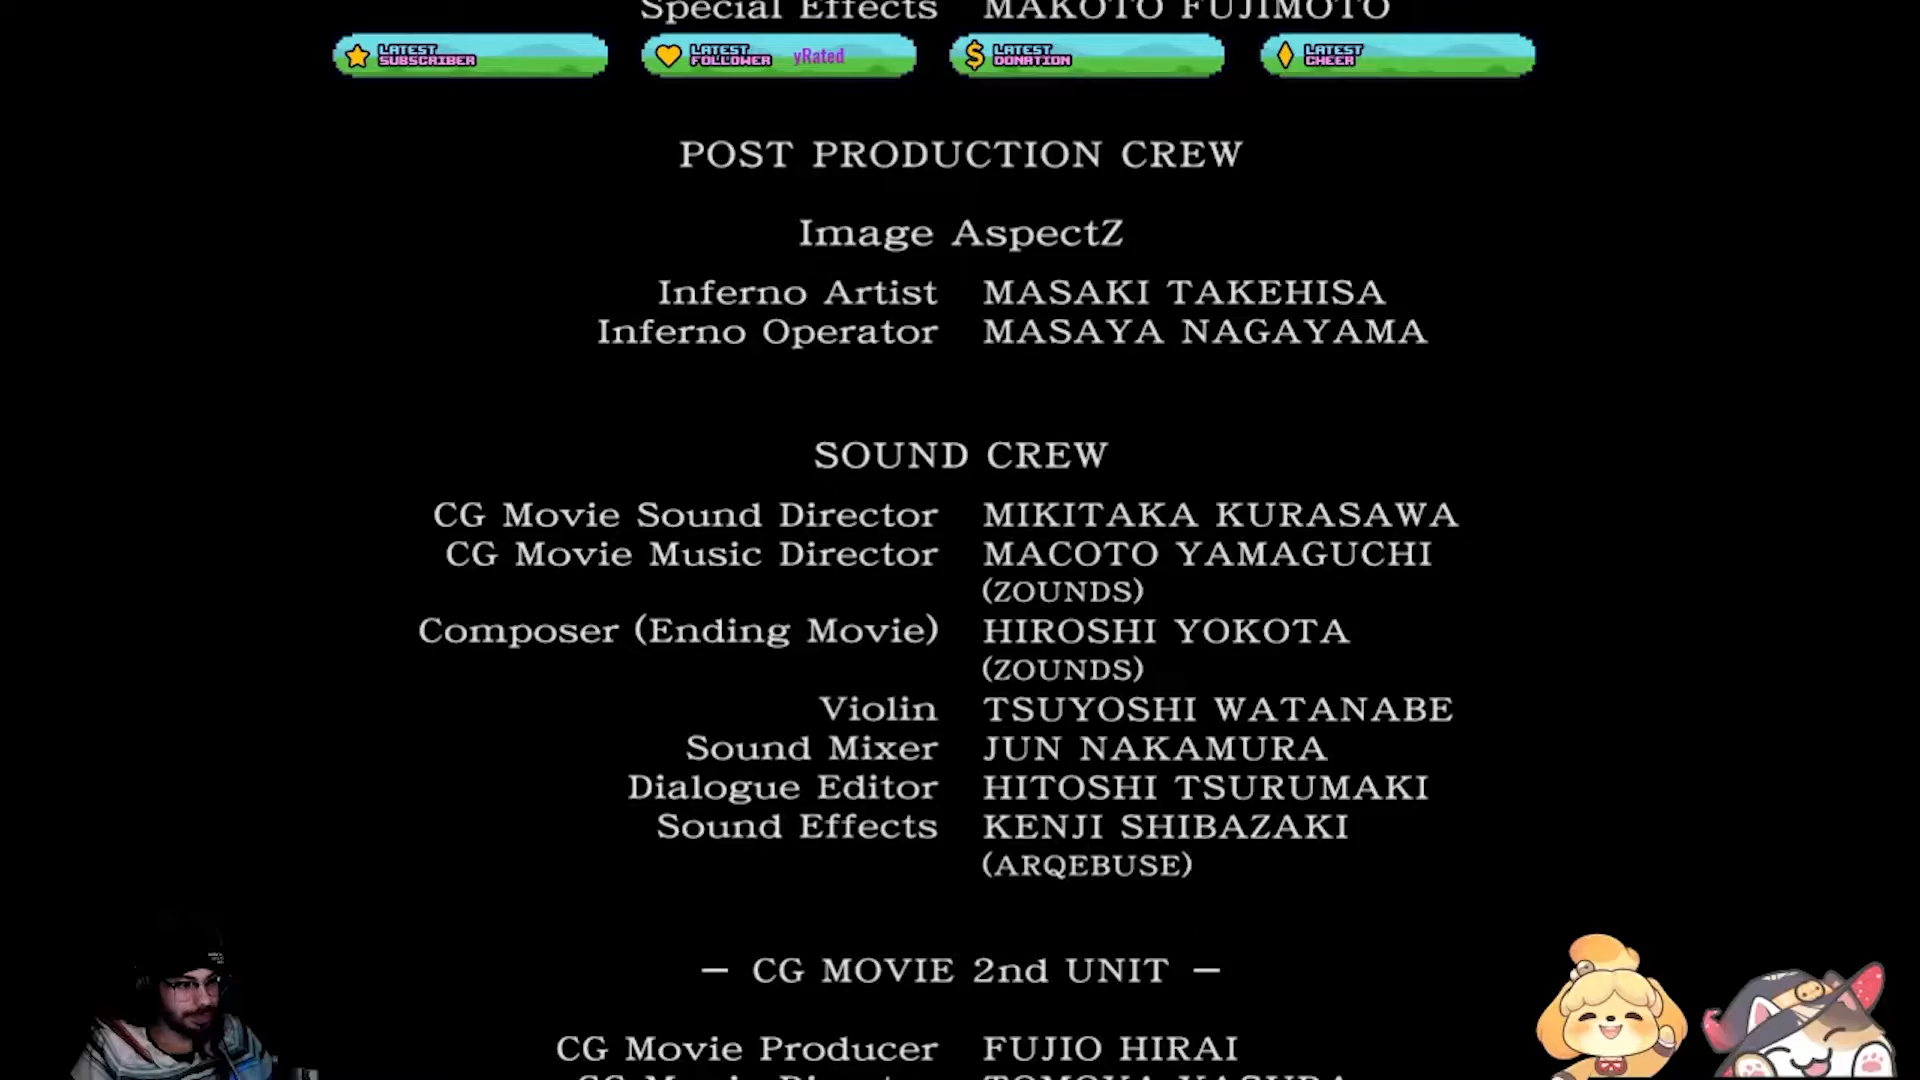 Special Effects MAKOTO FUJIMOTO
LATEST SUBSCRIBER
LATEST FOLLOWER yRated
LATEST DONATION
LATEST CHEER
POST PRODUCTION CREW
Image AspectZ
Inferno Artist MASAKI TAKEHISA
Inferno Operator MASAYA NAGAYAMA
SOUND CREW
CG Movie Sound Director MIKITAKA KURASAWA
CG Movie Music Director MACOTO YAMAGUCHI
(ZOUNDS)
Composer (Ending Movie) HIROSHI YOKOTA
(ZOUNDS)
Violin TSUYOSHI WATANABE
Sound Mixer JUN NAKAMURA
Dialogue Editor HITOSHI TSURUMAKI
Sound Effects KENJI SHIBAZAKI
(ARQEBUSE)
— CG MOVIE 2nd UNIT —
CG Movie Producer FUJIO HIRAI